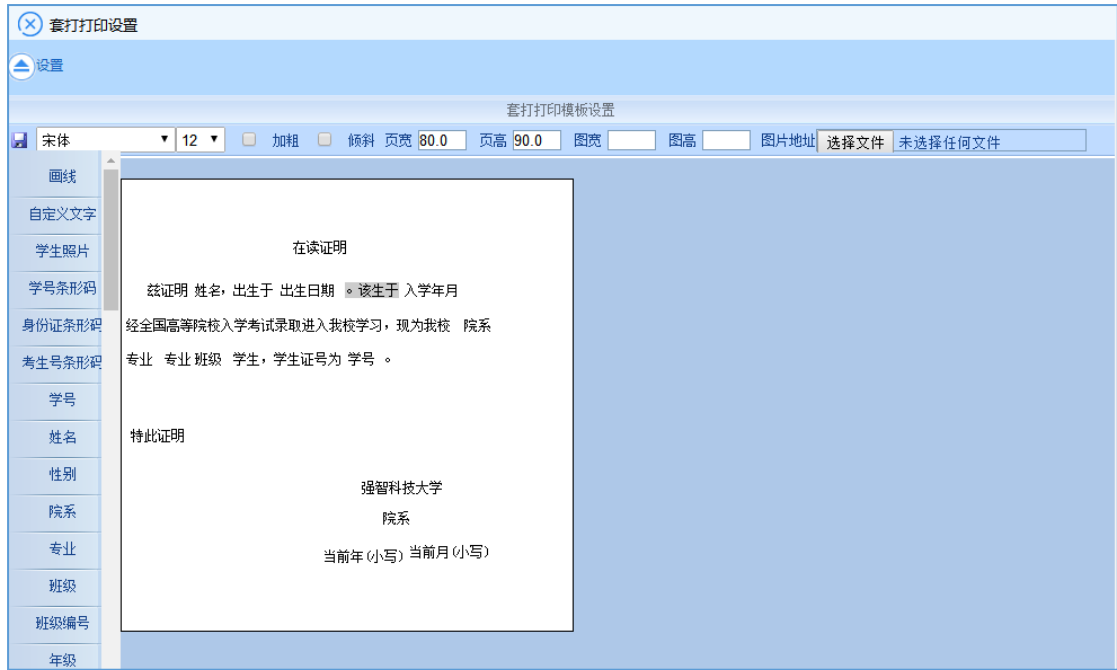 套打打印设置
设置
套打打印模板设置
宋体 12 加粗 倾斜 页宽 80.0 页高 90.0 图宽 图高 图片地址 选择文件 未选择任何文件
画线
自定义文字
学生照片
学号条形码
身份证条形码
考生号条形码
学号
姓名
性别
院系
专业
班级
班级编号
年级
在读证明
兹证明 姓名，出生于 出生日期 。该生于 入学年月
经全国高等院校入学考试录取进入我校学习，现为我校 院系
专业 专业班级 学生，学生证号为 学号 。
特此证明
强智科技大学
院系
当前年(小写) 当前月(小写)